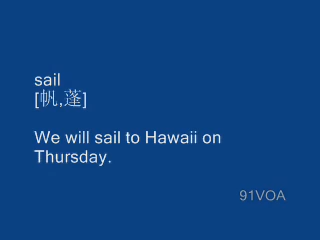 sail
[帆,蓬]
We will sail to Hawaii on
Thursday.
91VOA